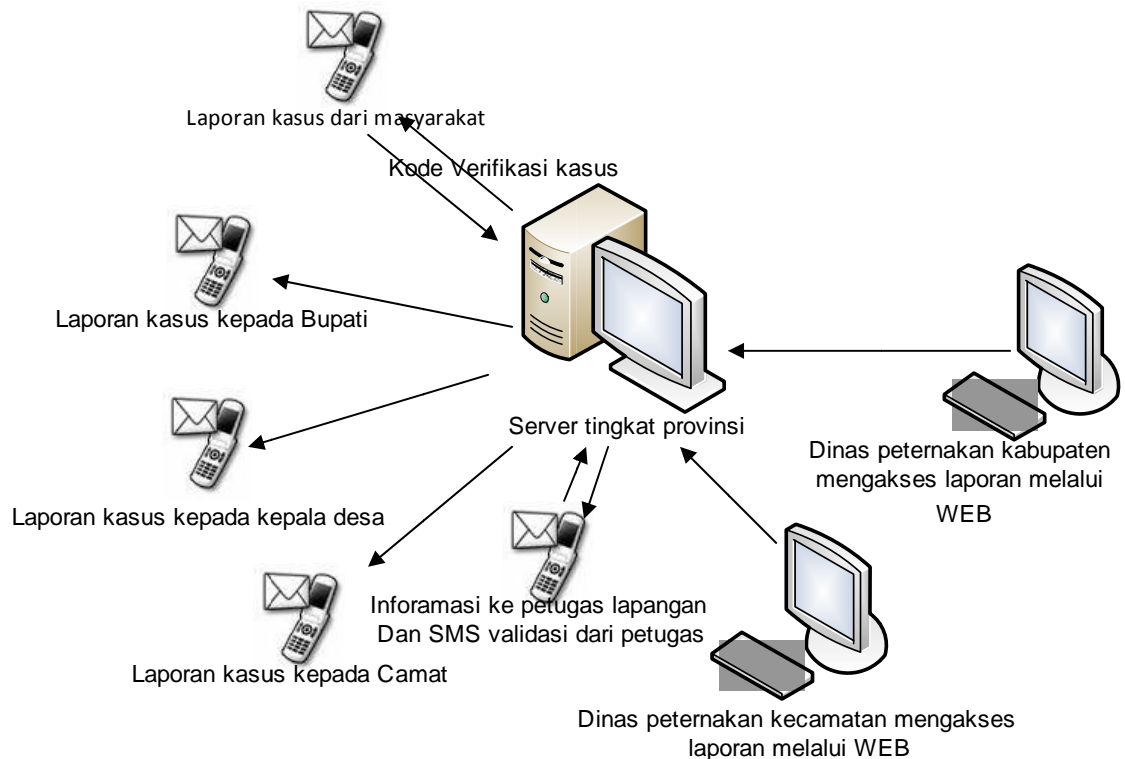 Laporan kasus dari masyarakat
Kode Verifikasi kasus
Laporan kasus kepada Bupati
Server tingkat provinsi
Dinas peternakan kabupaten
mengakses laporan melalui
WEB
Laporan kasus kepada kepala desa
Inforamasi ke petugas lapangan
Dan SMS validasi dari petugas
Laporan kasus kepada Camat
Dinas peternakan kecamatan mengakses
laporan melalui WEB